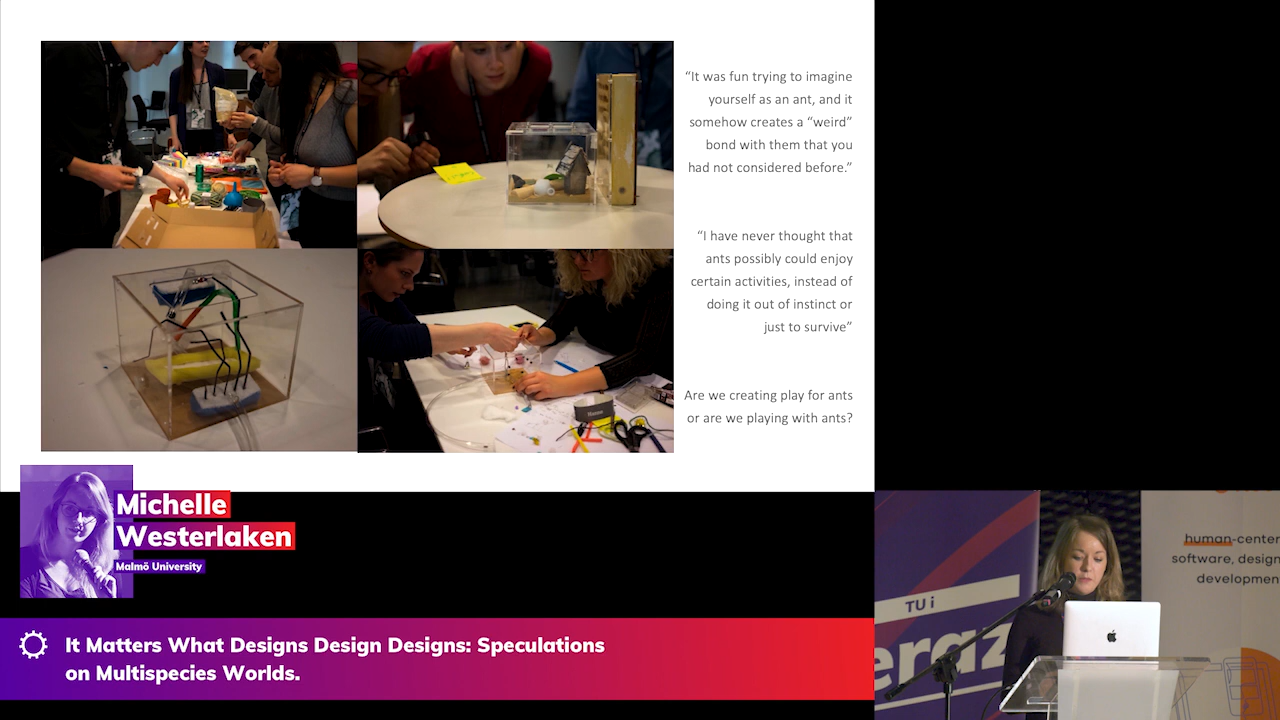 “It was fun trying to imagine
yourself as an ant, and it
somehow creates a “weird”
bond with them that you
had not considered before.”
“I have never thought that
ants possibly could enjoy
certain activities, instead of
doing it out of instinct or
just to survive”
Are we creating play for ants
or are we playing with ants?
Michelle
Westerlaken
Malmö University
It Matters What Designs Design Designs: Speculations
on Multispecies Worlds.
TU i
eraz
human-center
software, design
development